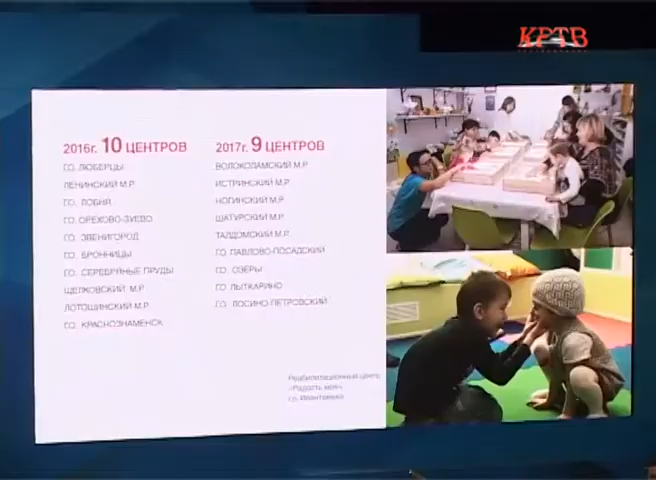 КРТВ
2016г. 10 ЦЕНТРОВ
ГО. ЛЮБЕРЦЫ
ЛЕНИНСКИЙ М.Р.
ГО. ЛОБНЯ
ГО. ОРЕХОВО-ЗУЕВО
ГО. ЗВЕНИГОРОД
ГО. БРОННИЦЫ
ГО. СЕРЕБРЯНЫЕ ПРУДЫ
ЩЕЛКОВСКИЙ М.Р.
ЛОТОШИНСКИЙ М.Р.
ГО. КРАСНОЗНАМЕНСК
2017г. 9 ЦЕНТРОВ
ВОЛОКОЛАМСКИЙ М.Р.
ИСТРИНСКИЙ М.Р.
НОГИНСКИЙ М.Р.
ШАТУРСКИЙ М.Р.
ТАЛДОМСКИЙ М.Р.
ГО. ПАВЛОВО-ПОСАДСКИЙ
ГО. ОЗЕРЫ
ГО. ЛЫТКАРИНО
ГО. ЛОСИНО-ПЕТРОВСКИЙ
Реабилитационный центр
«Радость моя»
г.о. Ивантеевка